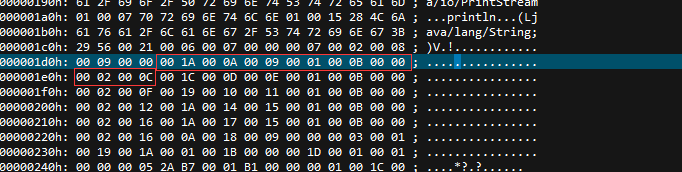 00000190h: 61 2F 69 6F 2F 50 72 69 6E 74 53 74 72 65 61 6D ; a/io/PrintStream
000001a0h: 01 00 07 70 72 69 6E 74 6C 6E 01 00 15 28 4C 6A ; ...println...(Lj
000001b0h: 61 76 61 2F 6C 61 6E 67 2F 53 74 72 69 6E 67 3B ; ava/lang/String;
000001c0h: 29 56 00 21 00 06 00 07 00 00 00 07 00 02 00 08 ; )V.!............
000001d0h: 00 09 00 00 00 1A 00 0A 00 09 00 01 00 0B 00 00 ; ................
000001e0h: 00 02 00 0C 00 1C 00 0D 00 0E 00 01 00 0B 00 00 ; ................
000001f0h: 00 02 00 0F 00 19 00 10 00 11 00 01 00 0B 00 00 ; ................
00000200h: 00 02 00 12 00 1A 00 14 00 15 00 01 00 0B 00 00 ; ................
00000210h: 00 02 00 16 00 1A 00 17 00 15 00 01 00 0B 00 00 ; ................
00000220h: 00 02 00 16 00 0A 00 18 00 09 00 00 00 03 00 01 ; ................
00000230h: 00 19 00 1A 00 01 00 1B 00 00 00 1D 00 01 00 01 ; ................
00000240h: 00 00 00 05 2A B7 00 01 B1 00 00 00 01 00 1C 00 ; ....*?.?......